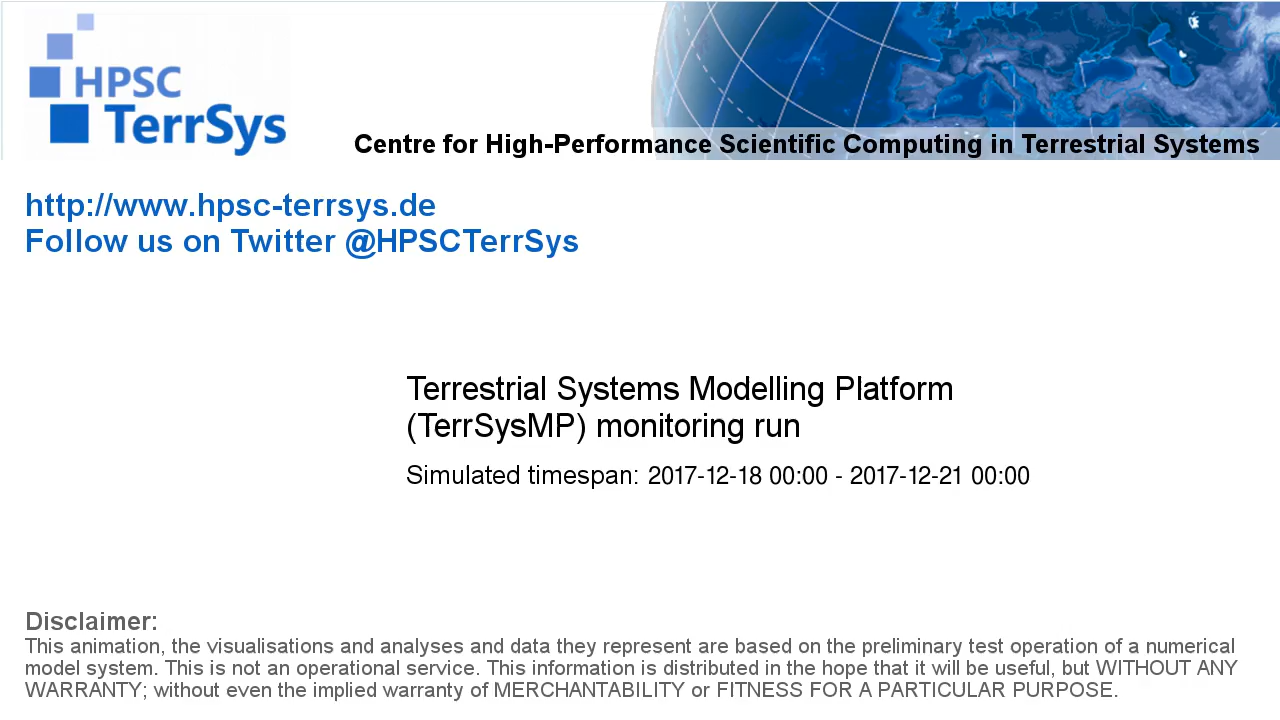 HPSC
TerrSys
Centre for High-Performance Scientific Computing in Terrestrial Systems
http://www.hpsc-terrsys.de
Follow us on Twitter @HPSCTerrSys
Terrestrial Systems Modelling Platform
(TerrSysMP) monitoring run
Simulated timespan: 2017-12-18 00:00 - 2017-12-21 00:00
Disclaimer:
This animation, the visualisations and analyses and data they represent are based on the preliminary test operation of a numerical
model system. This is not an operational service. This information is distributed in the hope that it will be useful, but WITHOUT ANY
WARRANTY; without even the implied warranty of MERCHANTABILITY or FITNESS FOR A PARTICULAR PURPOSE.